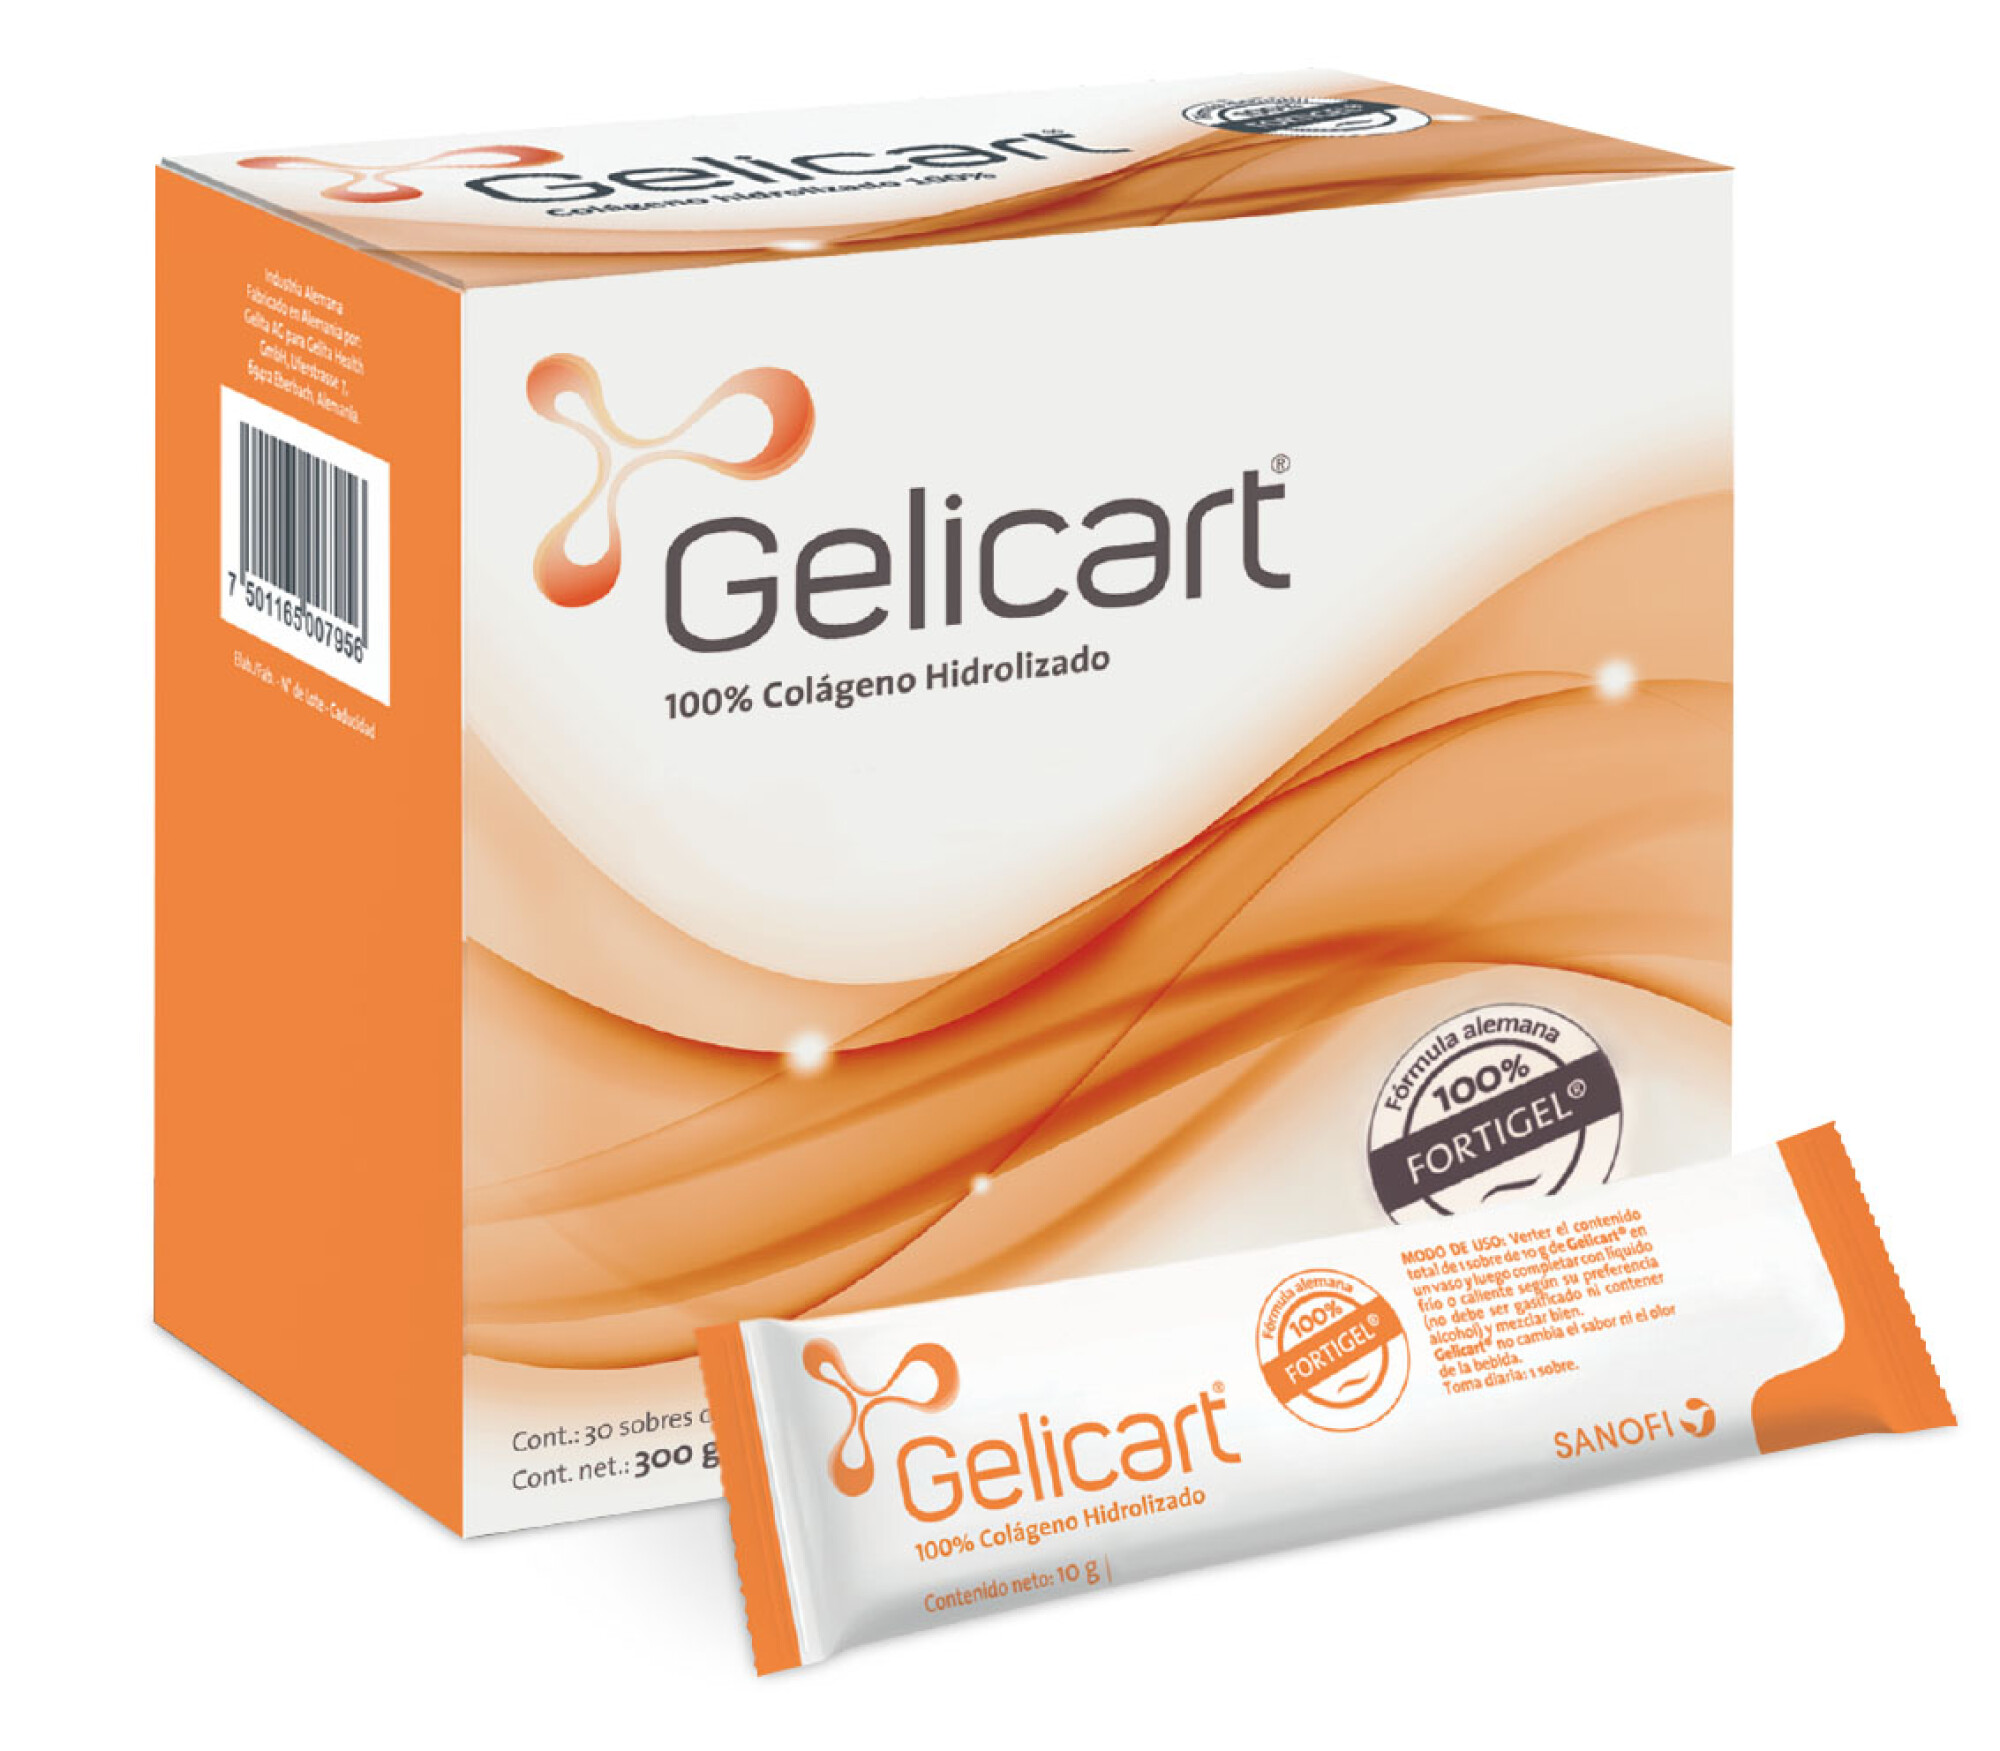 Gelicart®
Colágeno hidrolizado 100%
Industria Alemana
Fabricado en Alemania por:
Gelita AG para Gelita Health
GmbH, Uferstrasse 7,
69412 Eberbach, Alemania.
7 501165 007956
Elab./Fab. - N° de Lote - Caducidad
Gelicart®
100% Colágeno Hidrolizado
Fórmula alemana
100%
FORTIGEL®
Cont.: 30 sobres
Cont. net.: 300 g
Gelicart®
100% Colágeno Hidrolizado
Contenido neto: 10 g
Fórmula alemana
100%
FORTIGEL®
MODO DE USO: Verter el contenido
total de 1 sobre de 10 g de Gelicart® en
un vaso y luego completar con líquido
frío o caliente según su preferencia
(no debe ser gasificado ni contener
alcohol) y mezclar bien.
Gelicart® no cambia el sabor ni el olor
de la bebida.
Toma diaria: 1 sobre.
SANOFI